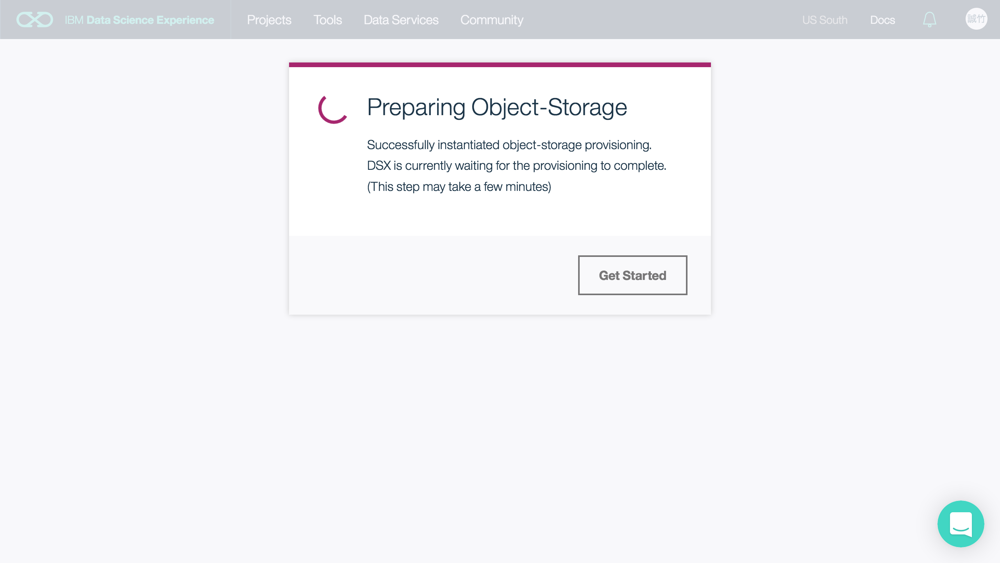 IBM Data Science Experience
Projects
Tools
Data Services
Community
US South
Docs
誠竹
Preparing Object-Storage
Successfully instantiated object-storage provisioning.
DSX is currently waiting for the provisioning to complete.
(This step may take a few minutes)
Get Started